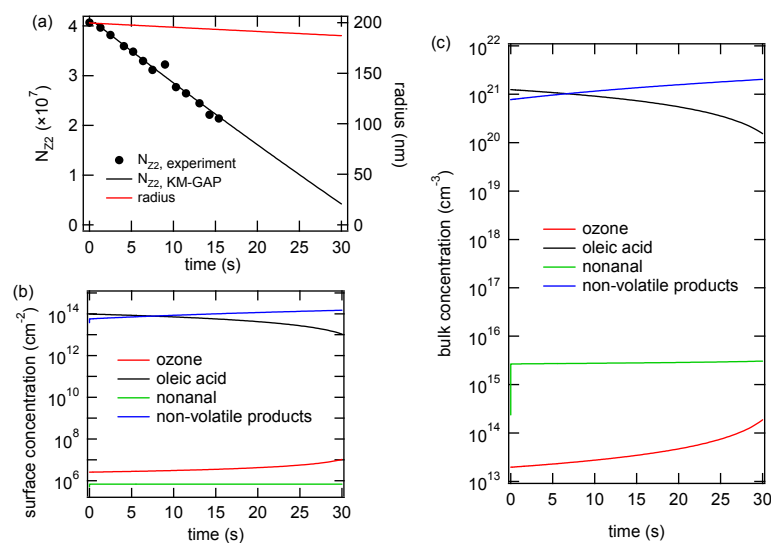 (a)
N_Z2 (×10^7)
4
3
2
1
0
200
150
100
50
0
radius (nm)
N_Z2, experiment
N_Z2, KM-GAP
radius
0 5 10 15 20 25 30
time (s)
(b)
surface concentration (cm^-2)
10^14
10^12
10^10
10^8
10^6
ozone
oleic acid
nonanal
non-volatile products
0 5 10 15 20 25 30
time (s)
(c)
bulk concentration (cm^-3)
10^22
10^21
10^20
10^19
10^18
10^17
10^16
10^15
10^14
10^13
ozone
oleic acid
nonanal
non-volatile products
0 5 10 15 20 25 30
time (s)